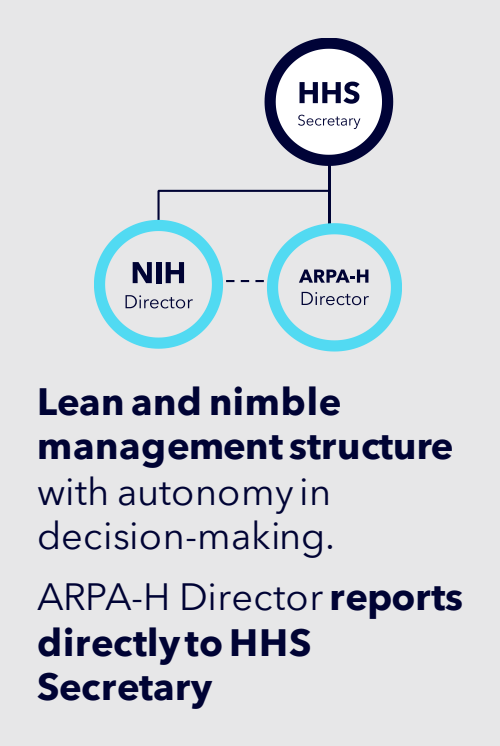 HHS
Secretary
NIH
Director
ARPA-H
Director
Lean and nimble
management structure
with autonomy in
decision-making.
ARPA-H Director reports
directly to HHS
Secretary